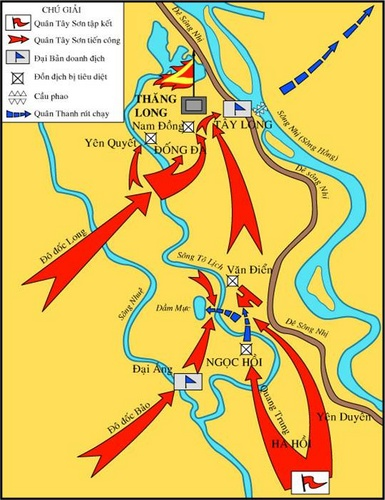 CHÚ GIẢI
Quân Tây Sơn tập kết
Quân Tây Sơn tiến công
Đại Bản doanh địch
Đồn địch bị tiêu diệt
Cầu phao
Quân Thanh rút chạy
Đê Sông Nhị
THĂNG
LONG
Nam Đồng
TÂY LONG
Yên Quyết
ĐỐNG ĐA
Sông Nhị (Sông Hồng)
Đê sông Nhị
Đô đốc Long
Sông Tô Lịch
Văn Điển
Sông Nhuệ
Đầm Mực
Đê Sông Nhị
NGỌC HỒI
Đại Áng
Quang Trung
Đô đốc Bảo
Yên Duyên
HÀ HỒI